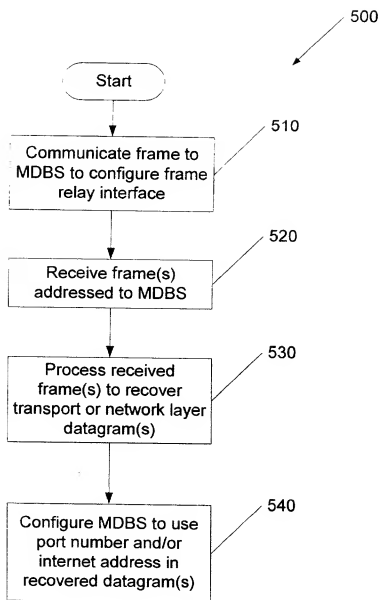 500
Start
510
Communicate frame to
MDBS to configure frame
relay interface
520
Receive frame(s)
addressed to MDBS
530
Process received
frame(s) to recover
transport or network layer
datagram(s)
540
Configure MDBS to use
port number and/or
internet address in
recovered datagram(s)